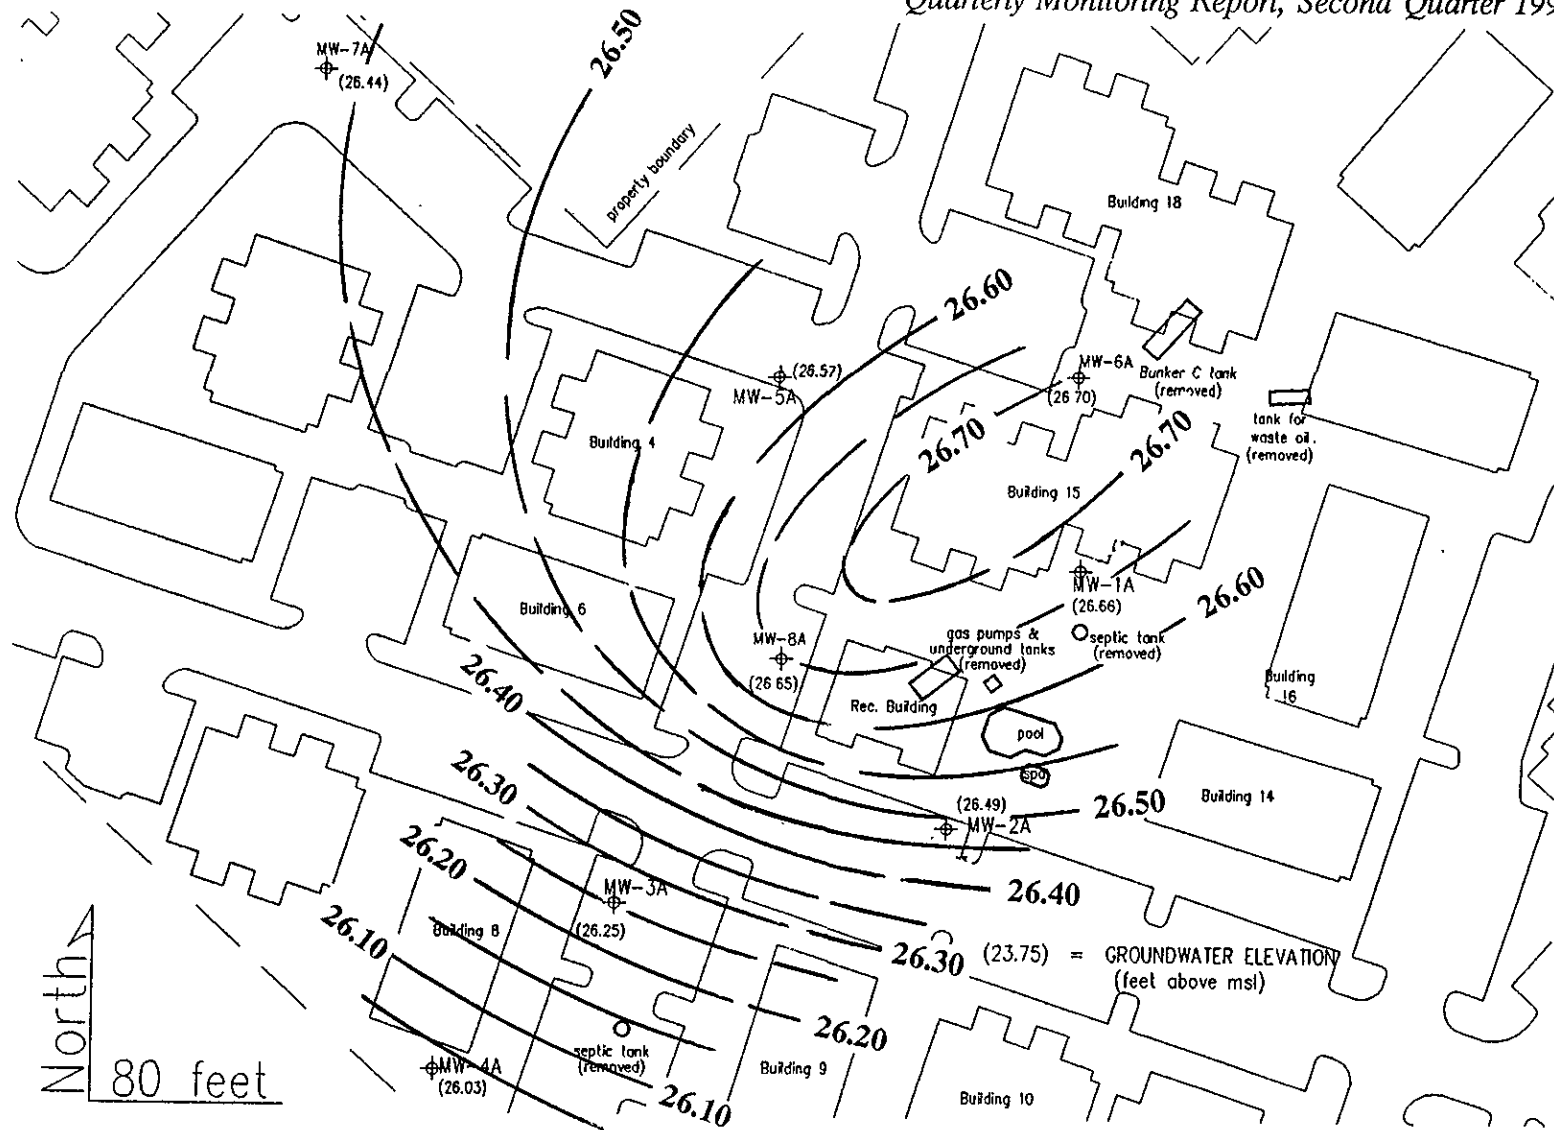 Quarterly Monitoring Report, Second Quarter 199
MW-7A
(26.44)
26.50
property boundary
Building 18
26.60
MW-6A
(26.70)
Bunker C tank
(removed)
(26.57)
MW-5A
tank for
waste oil.
(removed)
26.70
26.70
Building 4
Building 15
MW-1A
(26.66)
26.60
Building 6
septic tank
(removed)
gas pumps &
underground tanks
(removed)
MW-8A
(26.65)
26.40
Rec. Building
Building
16
pool
spa
26.30
(26.49)
MW-2A
26.50
Building 14
26.20
MW-3A
26.40
Building 8
(26.25)
26.10
26.30
(23.75) = GROUNDWATER ELEVATION
(feet above msl)
26.20
North
80 feet
septic tank
(removed)
MW-4A
(26.03)
Building 9
26.10
Building 10